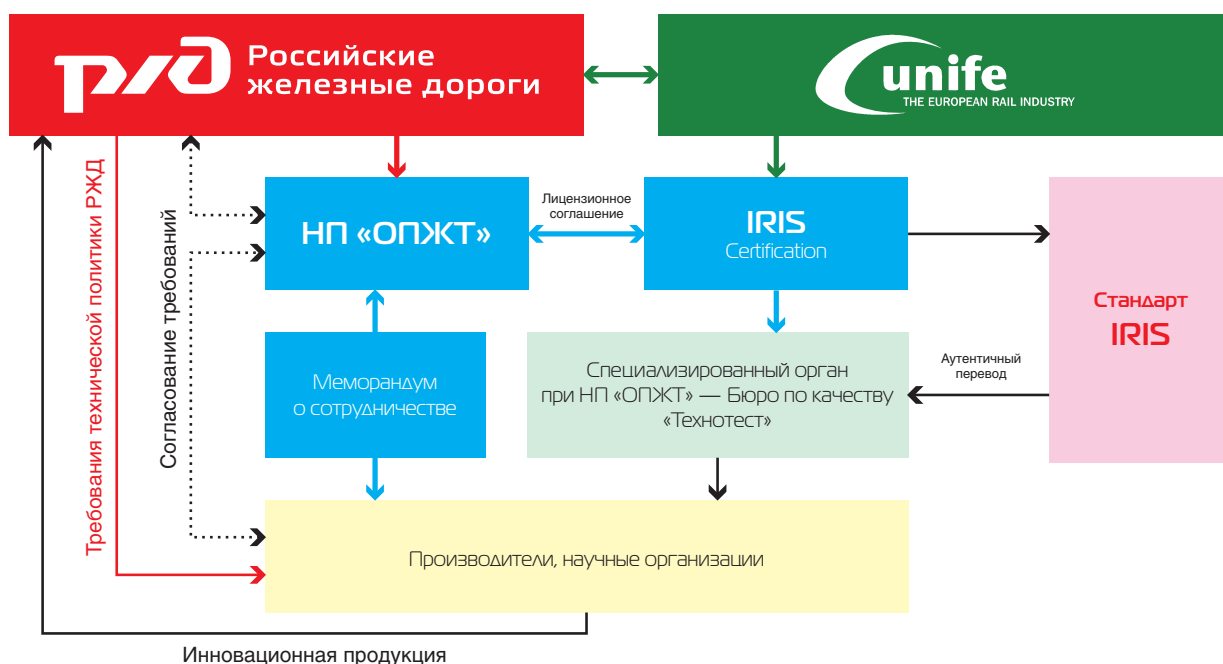 ржд Российские
железные дороги
unife
THE EUROPEAN RAIL INDUSTRY
Требования технической политики РЖД
Согласование требований
НП «ОПЖТ»
Лицензионное
соглашение
IRIS
Certification
Стандарт
IRIS
Меморандум
о сотрудничестве
Специализированный орган
при НП «ОПЖТ» — Бюро по качеству
«Технотест»
Аутентичный
перевод
Производители, научные организации
Инновационная продукция